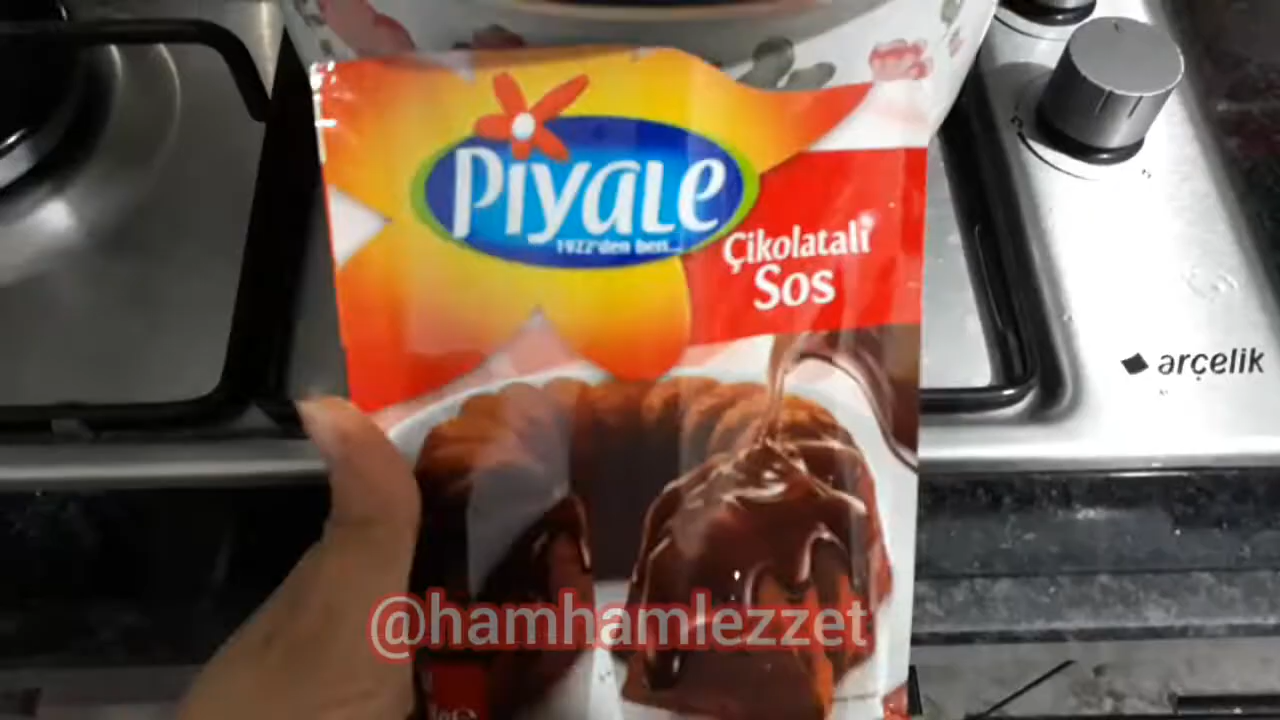 Piyale
1922'den beri...
Çikolatalı
Sos
arçelik
@hamhamlezzet